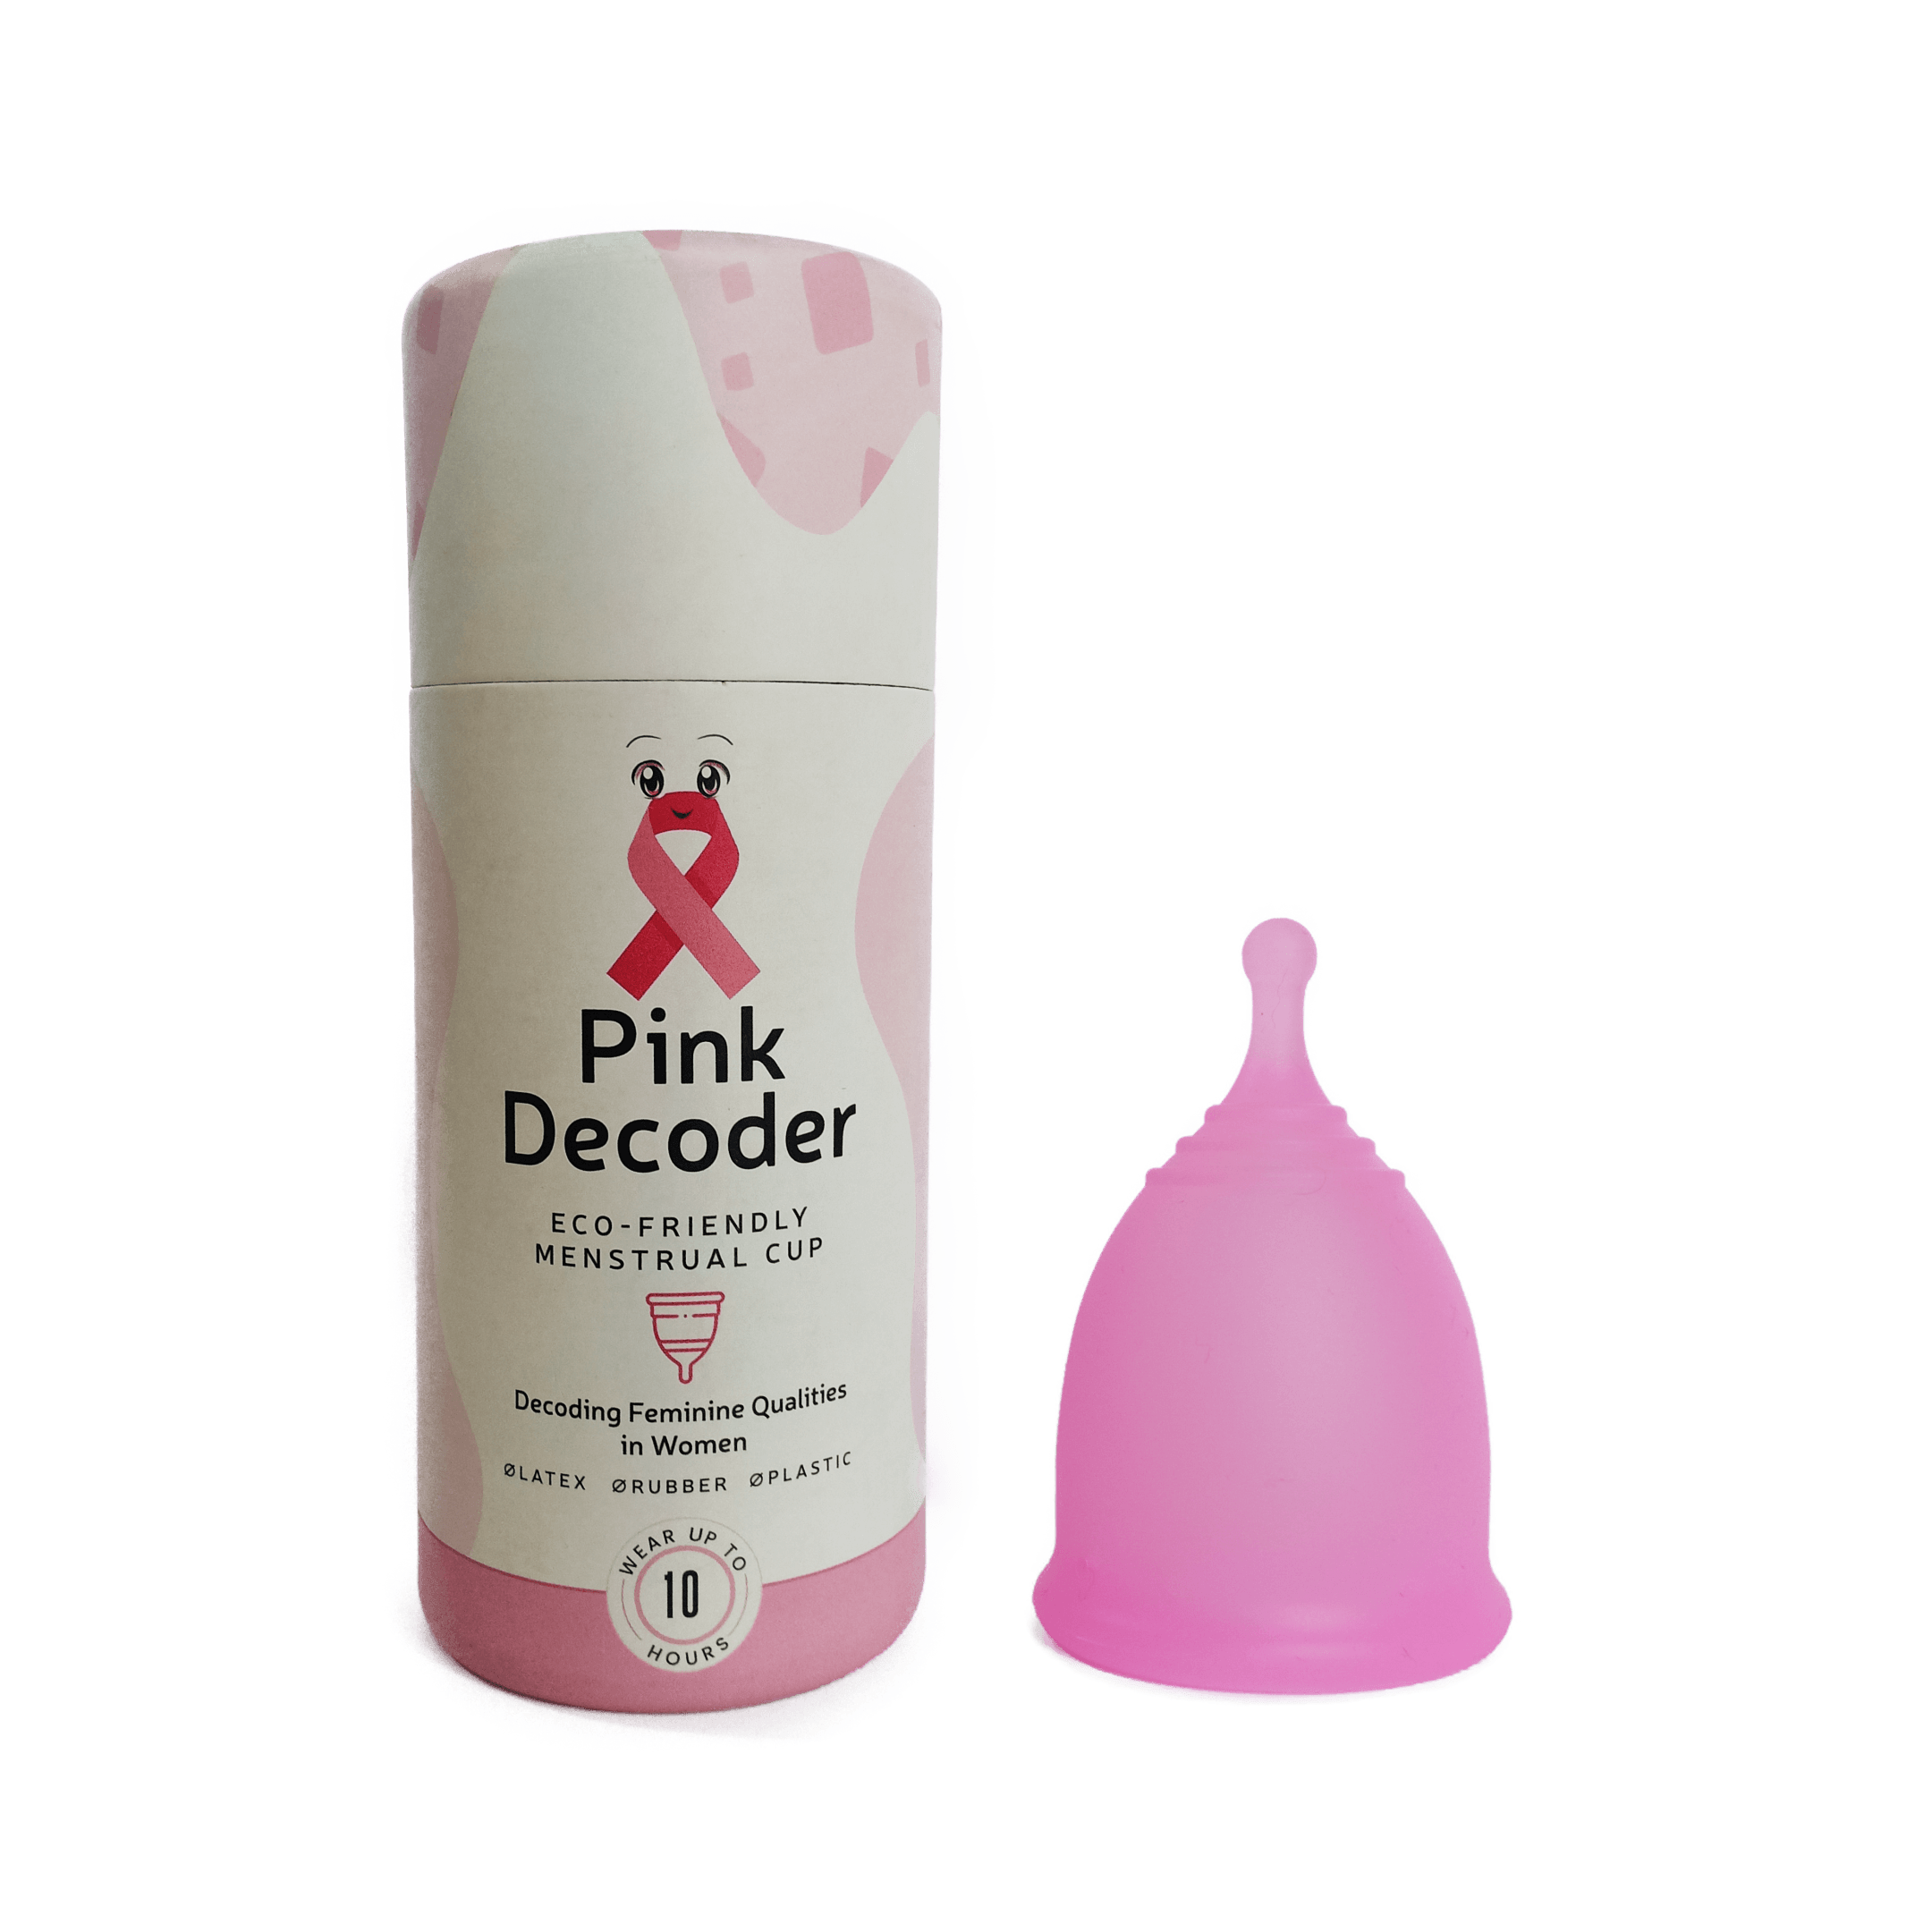 Pink
Decoder
ECO-FRIENDLY
MENSTRUAL CUP
Decoding Feminine Qualities
in Women
ØLATEX ØRUBBER ØPLASTIC
WEAR UP TO
10
HOURS